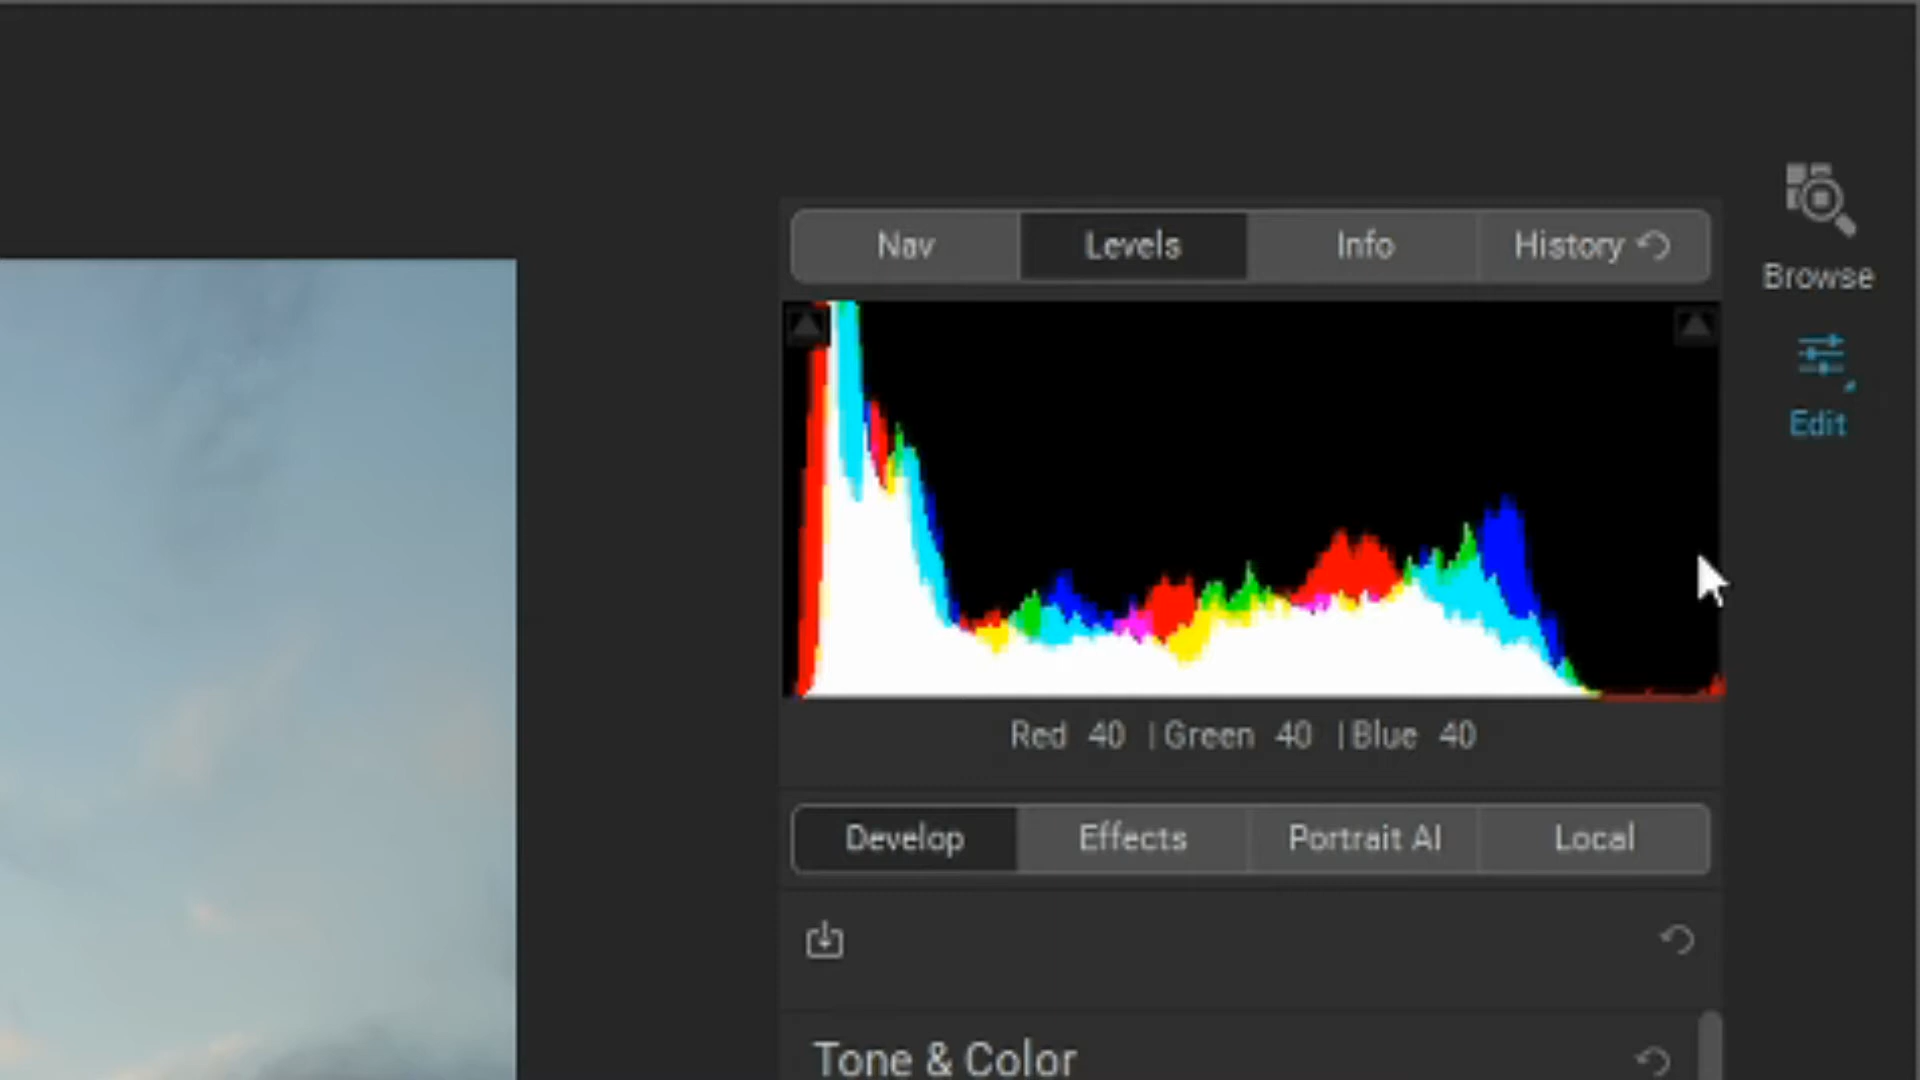 Nav Levels Info History
Browse
Edit
Red 40 | Green 40 | Blue 40
Develop Effects Portrait AI Local
Tone & Color